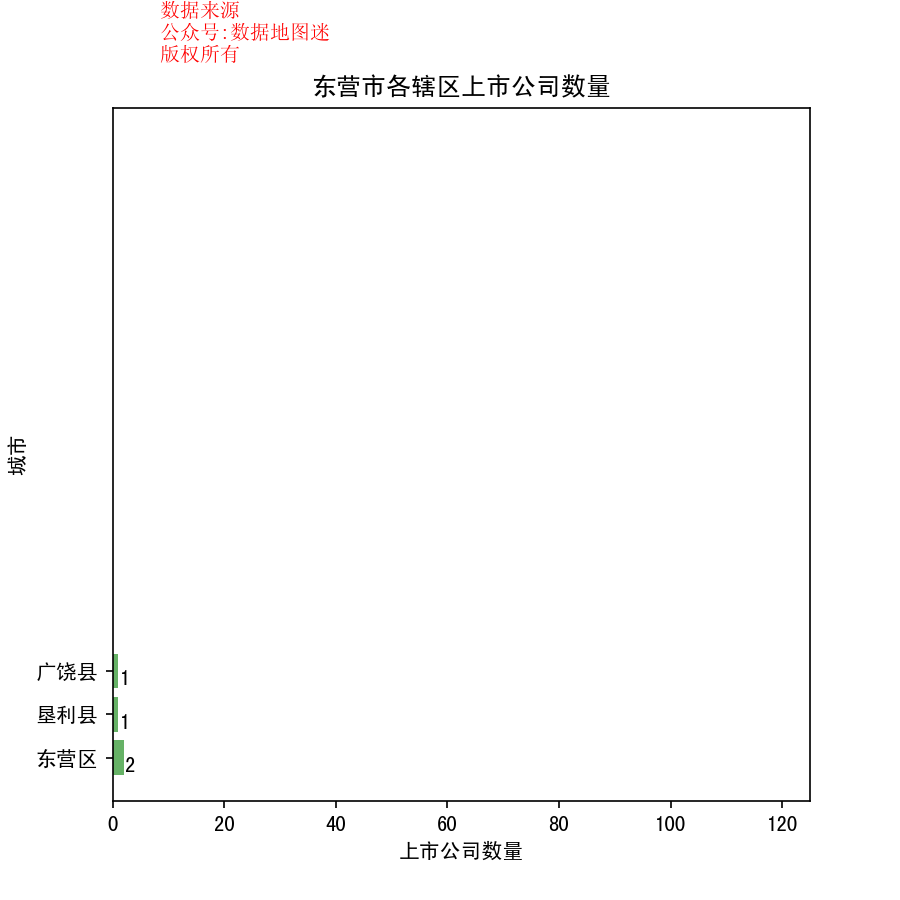 数据来源
公众号:数据地图迷
版权所有
东营市各辖区上市公司数量
城市
广饶县
1
垦利县
1
东营区
2
0 20 40 60 80 100 120
上市公司数量